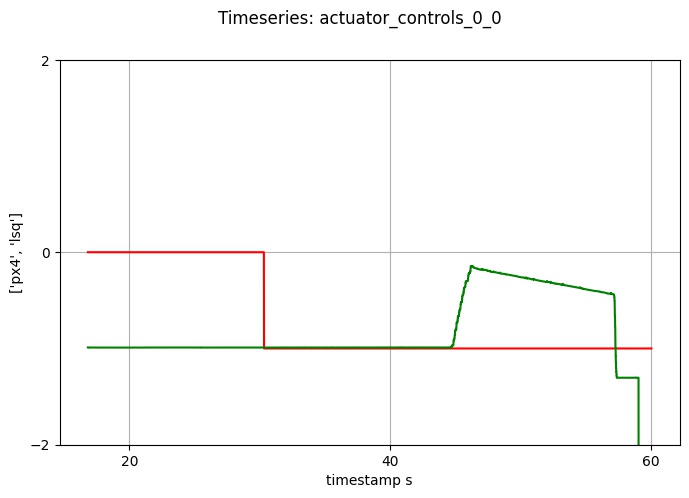 Timeseries: actuator_controls_0_0
2
0
−2
['px4', 'lsq']
20
40
60
timestamp s